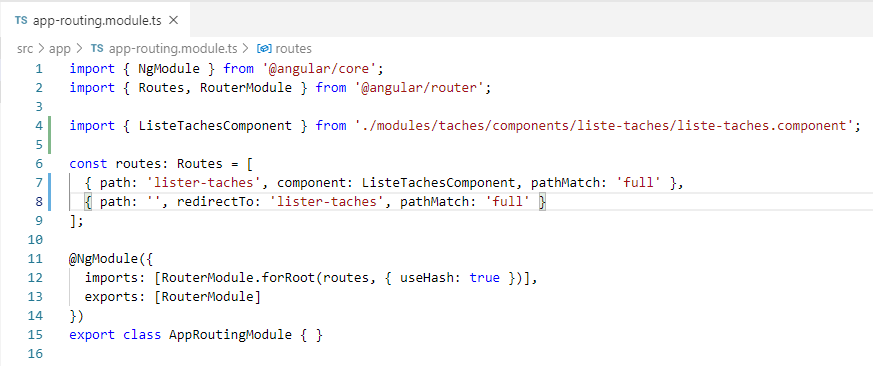 TS app-routing.module.ts ×
src > app > TS app-routing.module.ts > routes
1 import { NgModule } from '@angular/core';
2 import { Routes, RouterModule } from '@angular/router';
3
4 import { ListeTachesComponent } from './modules/taches/components/liste-taches/liste-taches.component';
5
6 const routes: Routes = [
7   { path: 'lister-taches', component: ListeTachesComponent, pathMatch: 'full' },
8   { path: '', redirectTo: 'lister-taches', pathMatch: 'full' }
9 ];
10
11 @NgModule({
12   imports: [RouterModule.forRoot(routes, { useHash: true })],
13   exports: [RouterModule]
14 })
15 export class AppRoutingModule { }
16